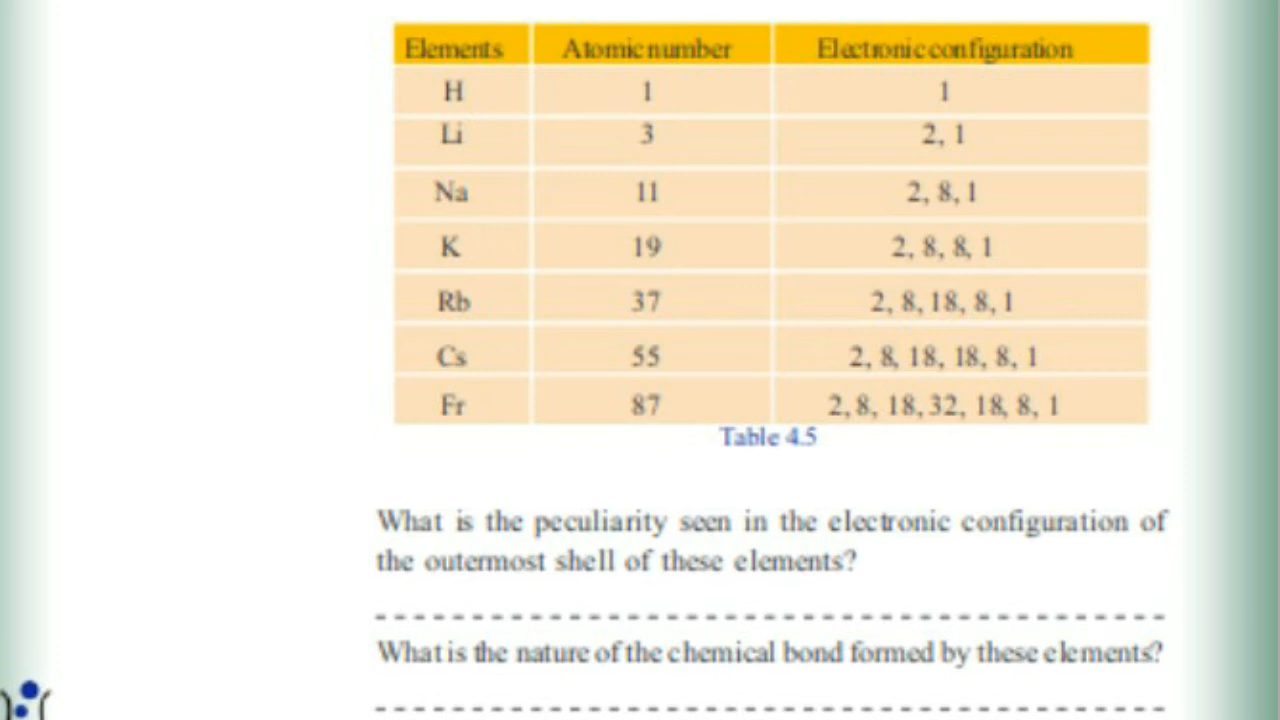 Elements Atomic number Electronic configuration
H 1 1
Li 3 2, 1
Na 11 2, 8, 1
K 19 2, 8, 8, 1
Rb 37 2, 8, 18, 8, 1
Cs 55 2, 8, 18, 18, 8, 1
Fr 87 2, 8, 18, 32, 18, 8, 1
Table 4.5
What is the peculiarity seen in the electronic configuration of
the outermost shell of these elements?
What is the nature of the chemical bond formed by these elements?